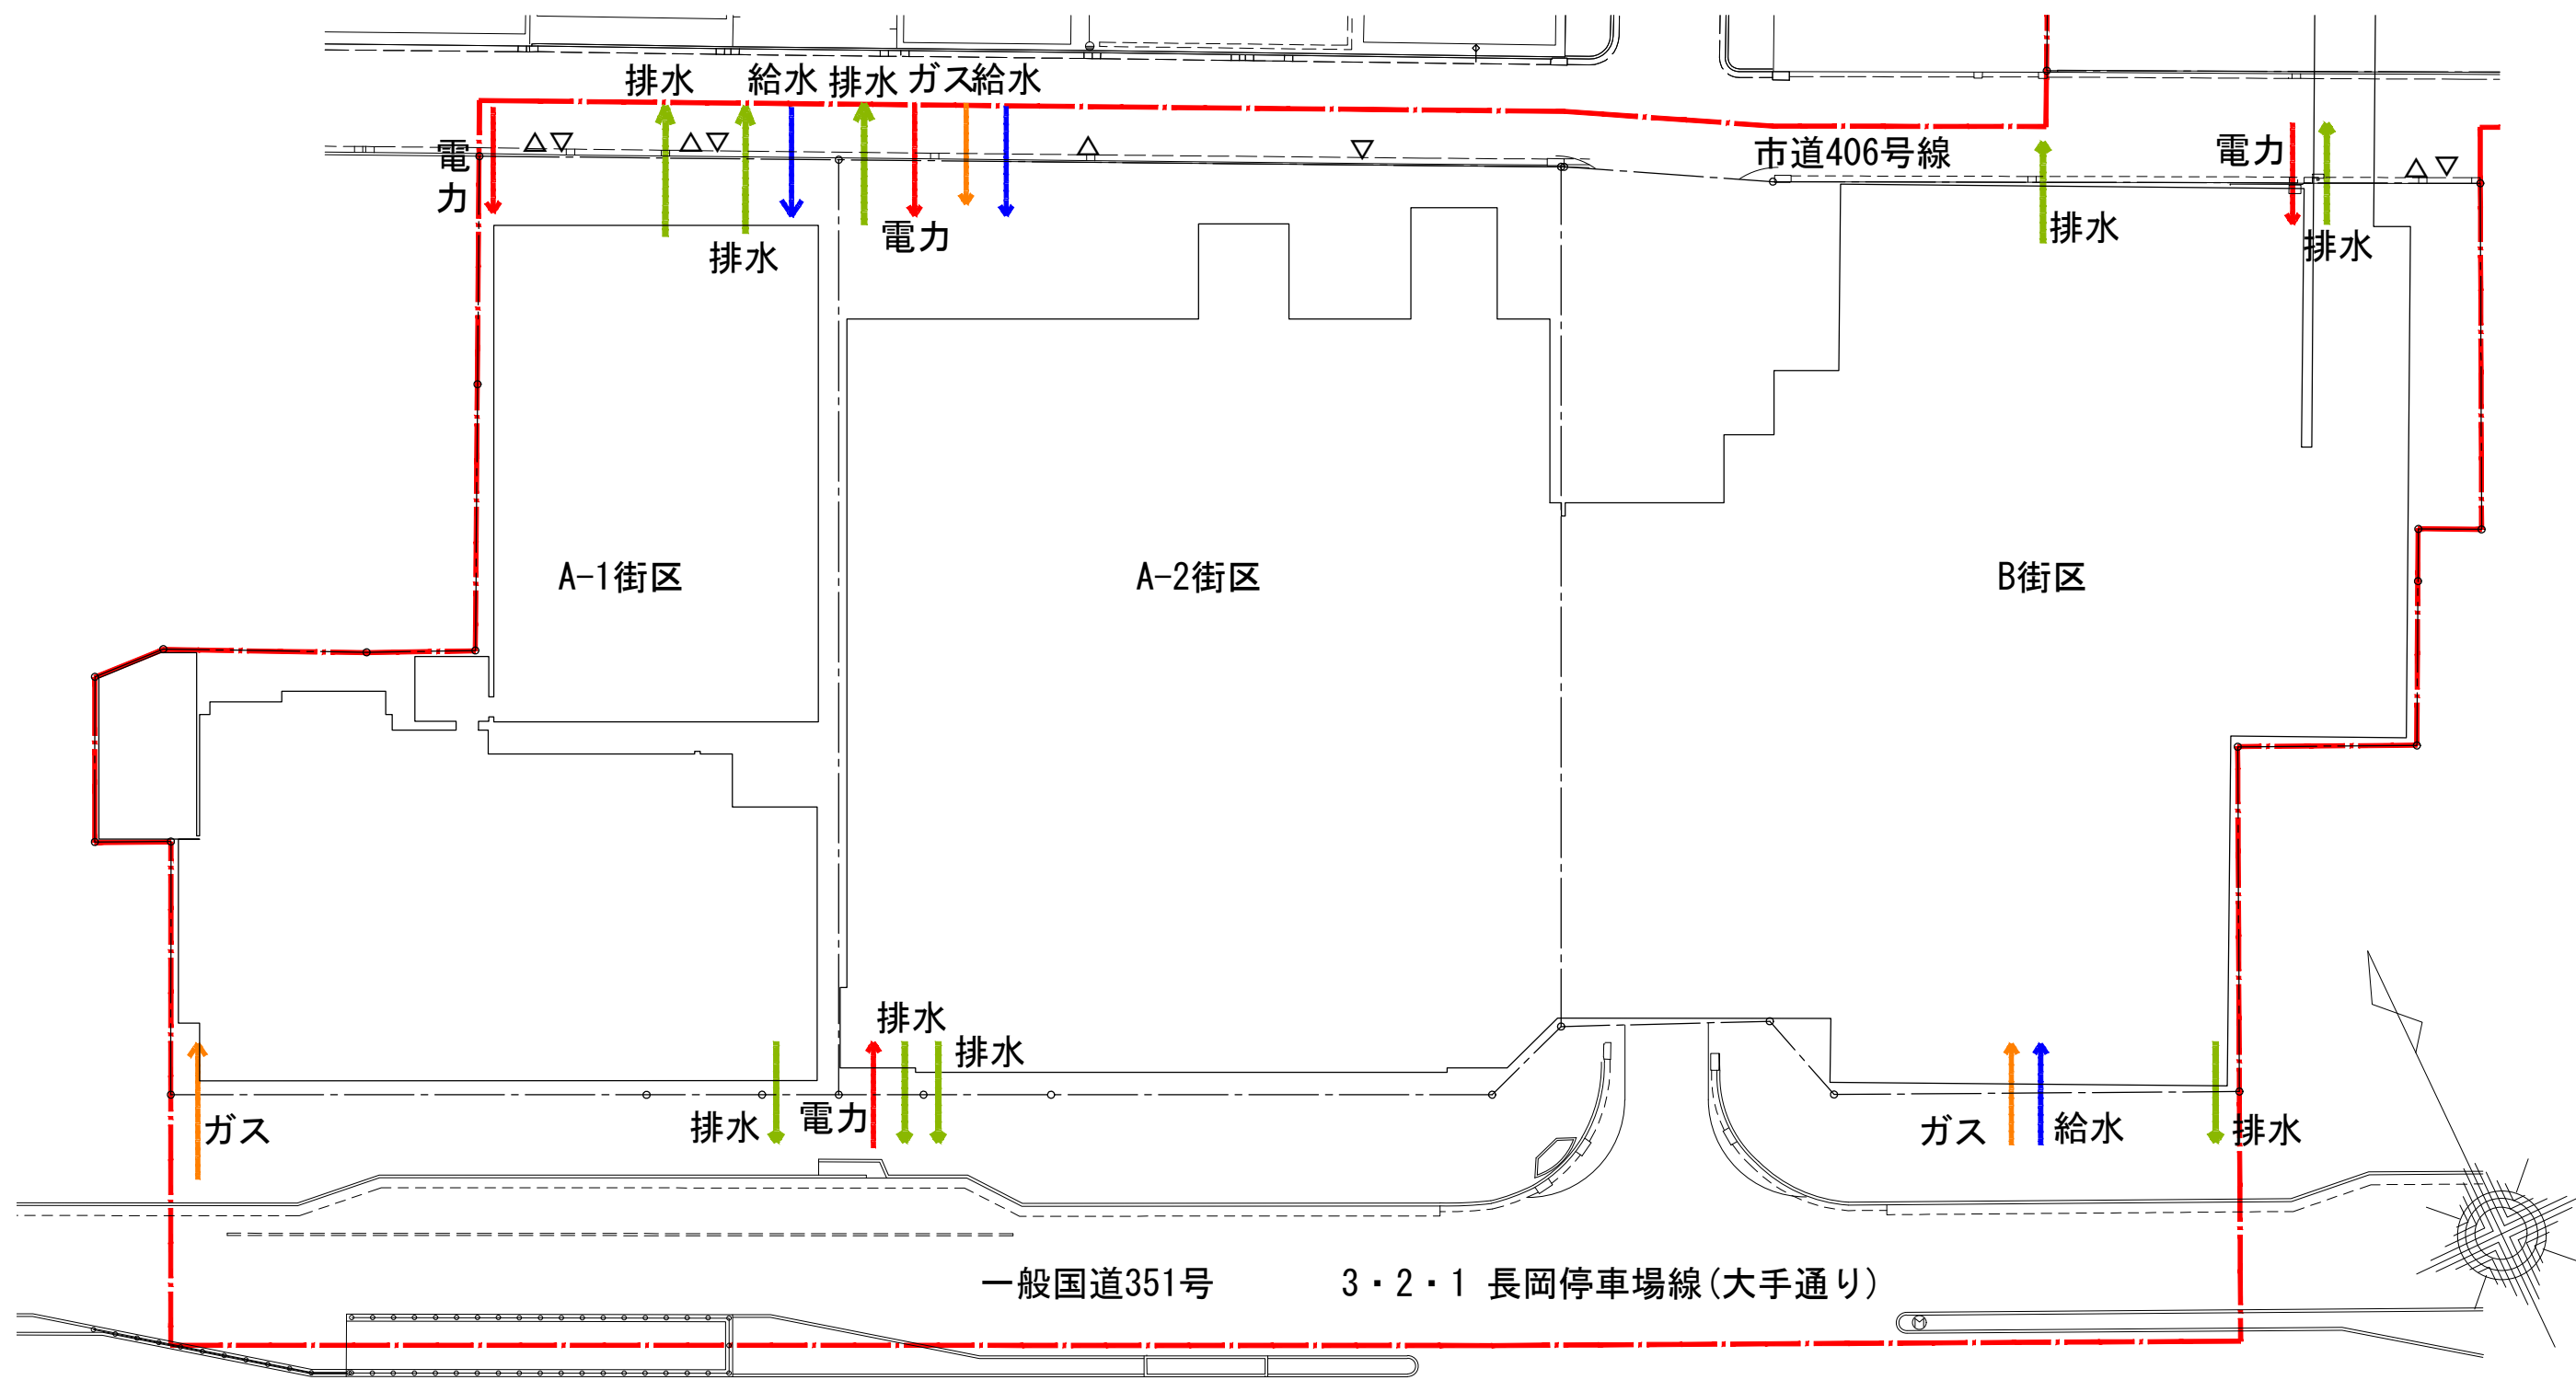 排水
給水
排水
ガス
給水
電力
市道406号線
電力
排水
電力
排水
排水
排水
A-1街区
A-2街区
B街区
排水
排水
ガス
排水
電力
ガス
給水
排水
一般国道351号
3・2・1 長岡停車場線(大手通り)